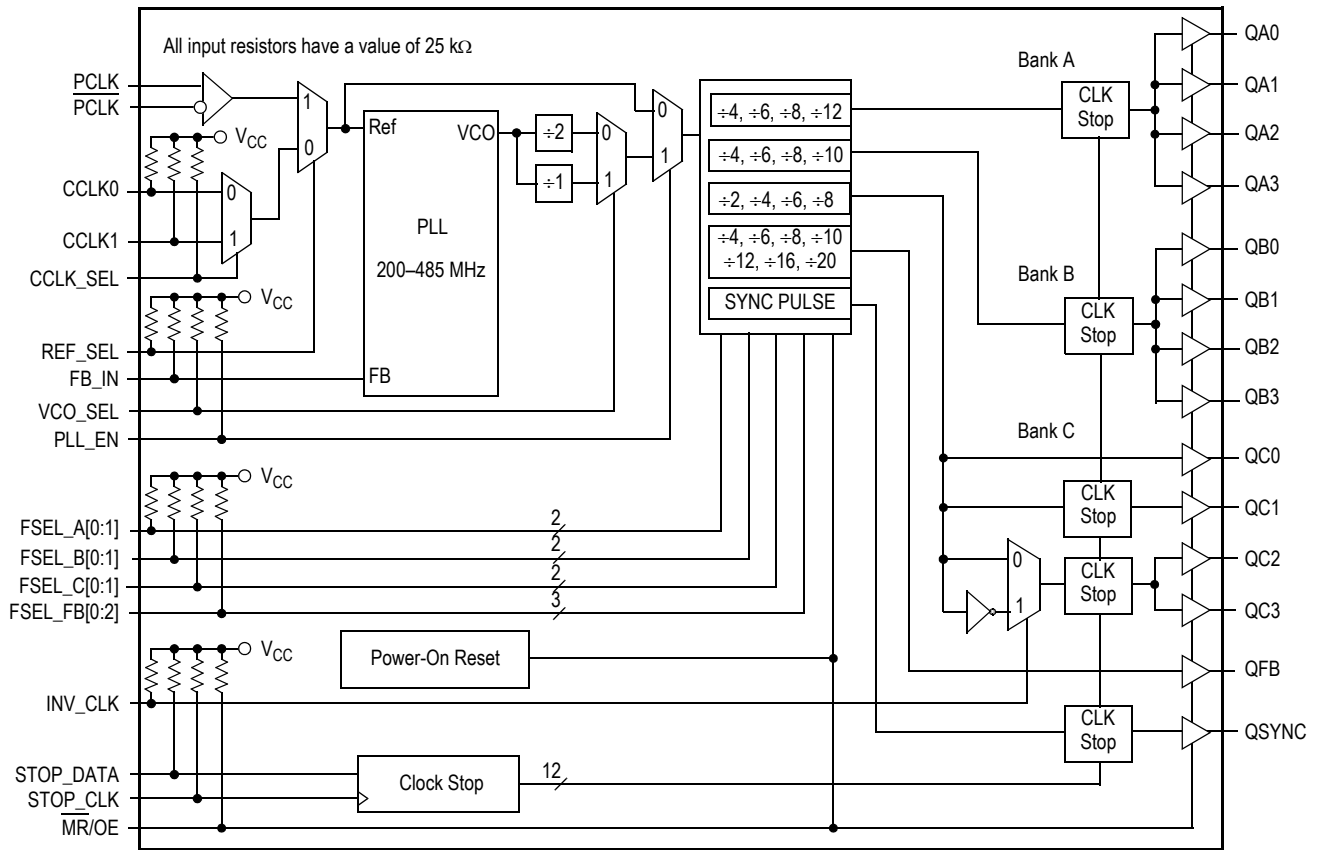 All input resistors have a value of 25 kΩ
PCLK
PCLK
VCC
CCLK0
CCLK1
CCLK_SEL
0
1
1
0
VCC
REF_SEL
FB_IN
VCO_SEL
PLL_EN
Ref
VCO
PLL
200–485 MHz
FB
÷2
÷1
0
1
0
1
÷4, ÷6, ÷8, ÷12
÷4, ÷6, ÷8, ÷10
÷2, ÷4, ÷6, ÷8
÷4, ÷6, ÷8, ÷10
÷12, ÷16, ÷20
SYNC PULSE
Bank A
CLK
Stop
QA0
QA1
QA2
QA3
Bank B
CLK
Stop
QB0
QB1
QB2
QB3
Bank C
QC0
CLK
Stop
QC1
0
1
CLK
Stop
QC2
QC3
QFB
CLK
Stop
QSYNC
VCC
FSEL_A[0:1]
2
FSEL_B[0:1]
2
FSEL_C[0:1]
2
FSEL_FB[0:2]
3
VCC
Power-On Reset
INV_CLK
STOP_DATA
STOP_CLK
Clock Stop
12
MR/OE